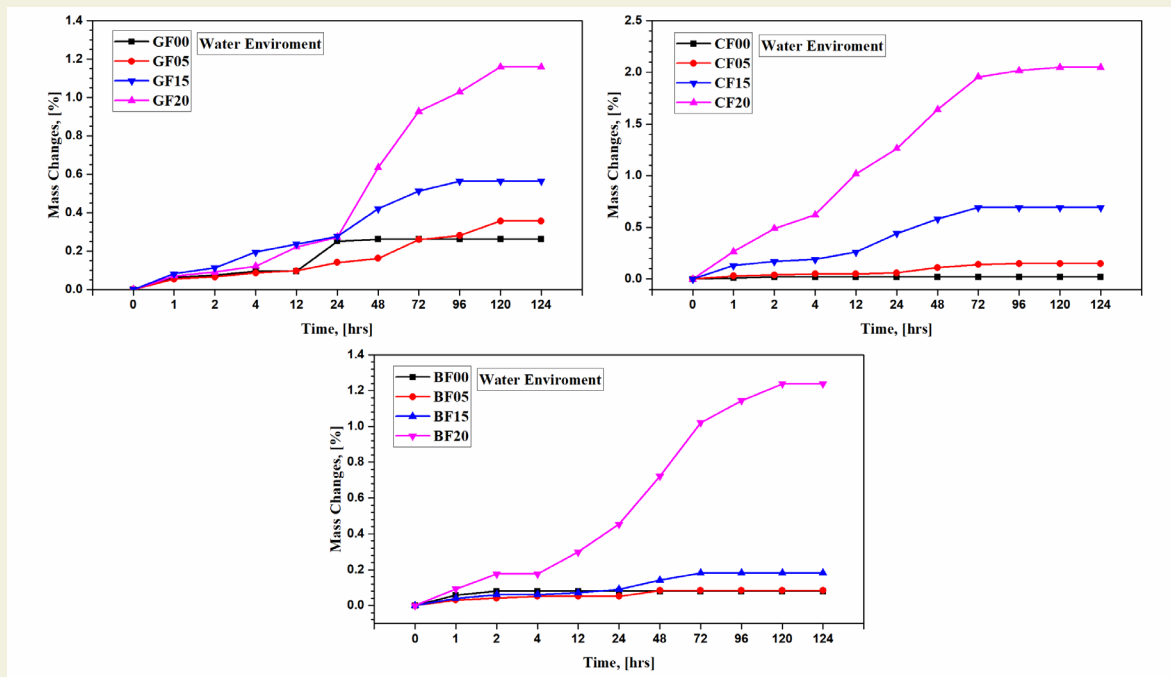 GF00
GF05
GF15
GF20
Water Enviroment
Mass Changes, [%]
1.4
1.2
1.0
0.8
0.6
0.4
0.2
0.0
0 1 2 4 12 24 48 72 96 120 124
Time, [hrs]
CF00
CF05
CF15
CF20
Water Enviroment
Mass Changes, [%]
2.5
2.0
1.5
1.0
0.5
0.0
0 1 2 4 12 24 48 72 96 120 124
Time, [hrs]
BF00
BF05
BF15
BF20
Water Enviroment
Mass Changes, [%]
1.4
1.2
1.0
0.8
0.6
0.4
0.2
0.0
0 1 2 4 12 24 48 72 96 120 124
Time, [hrs]